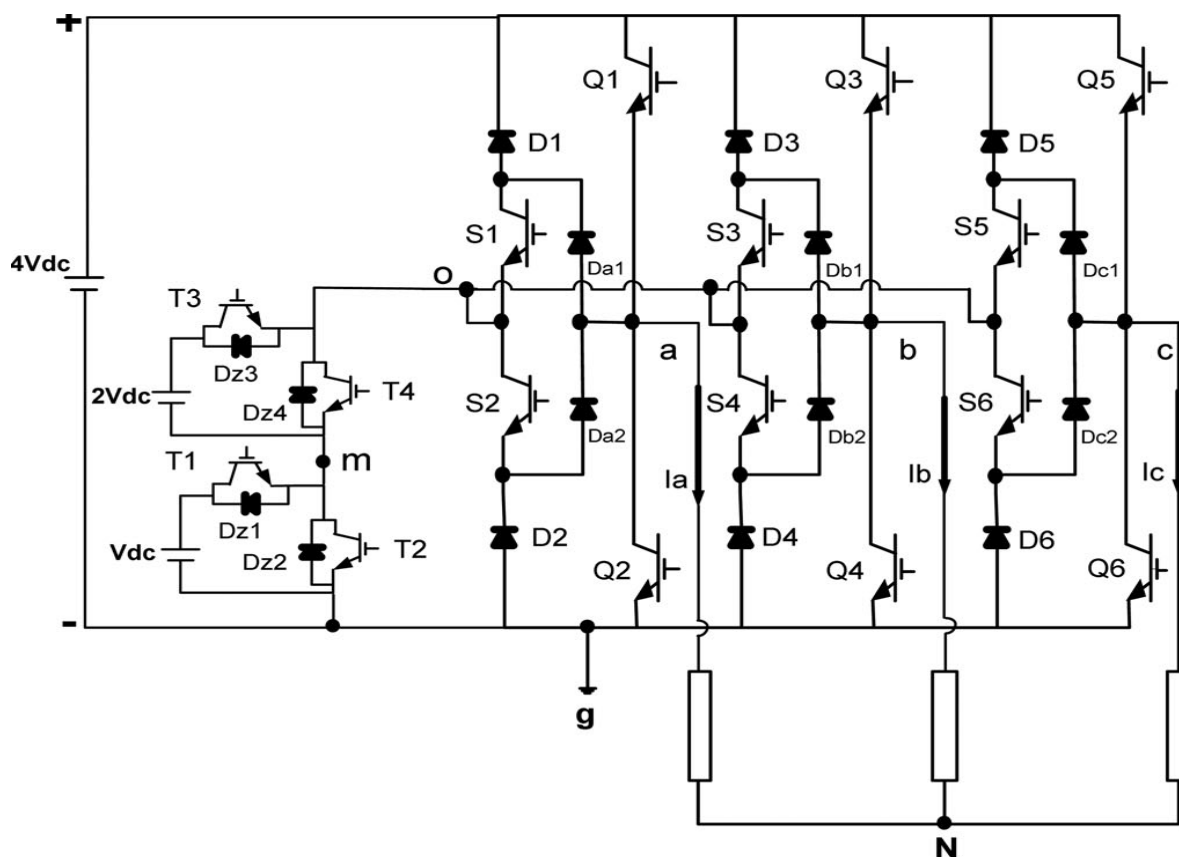 +
Q1
Q3
Q5
D1
D3
D5
S1
S3
S5
4Vdc
O
Da1
Db1
Dc1
T3
a
b
c
Dz3
2Vdc
Dz4
T4
S2
S4
S6
Da2
Db2
Dc2
T1
m
Ia
Ib
Ic
Dz1
Vdc
Dz2
T2
D2
D4
D6
Q2
Q4
Q6
-
g
N